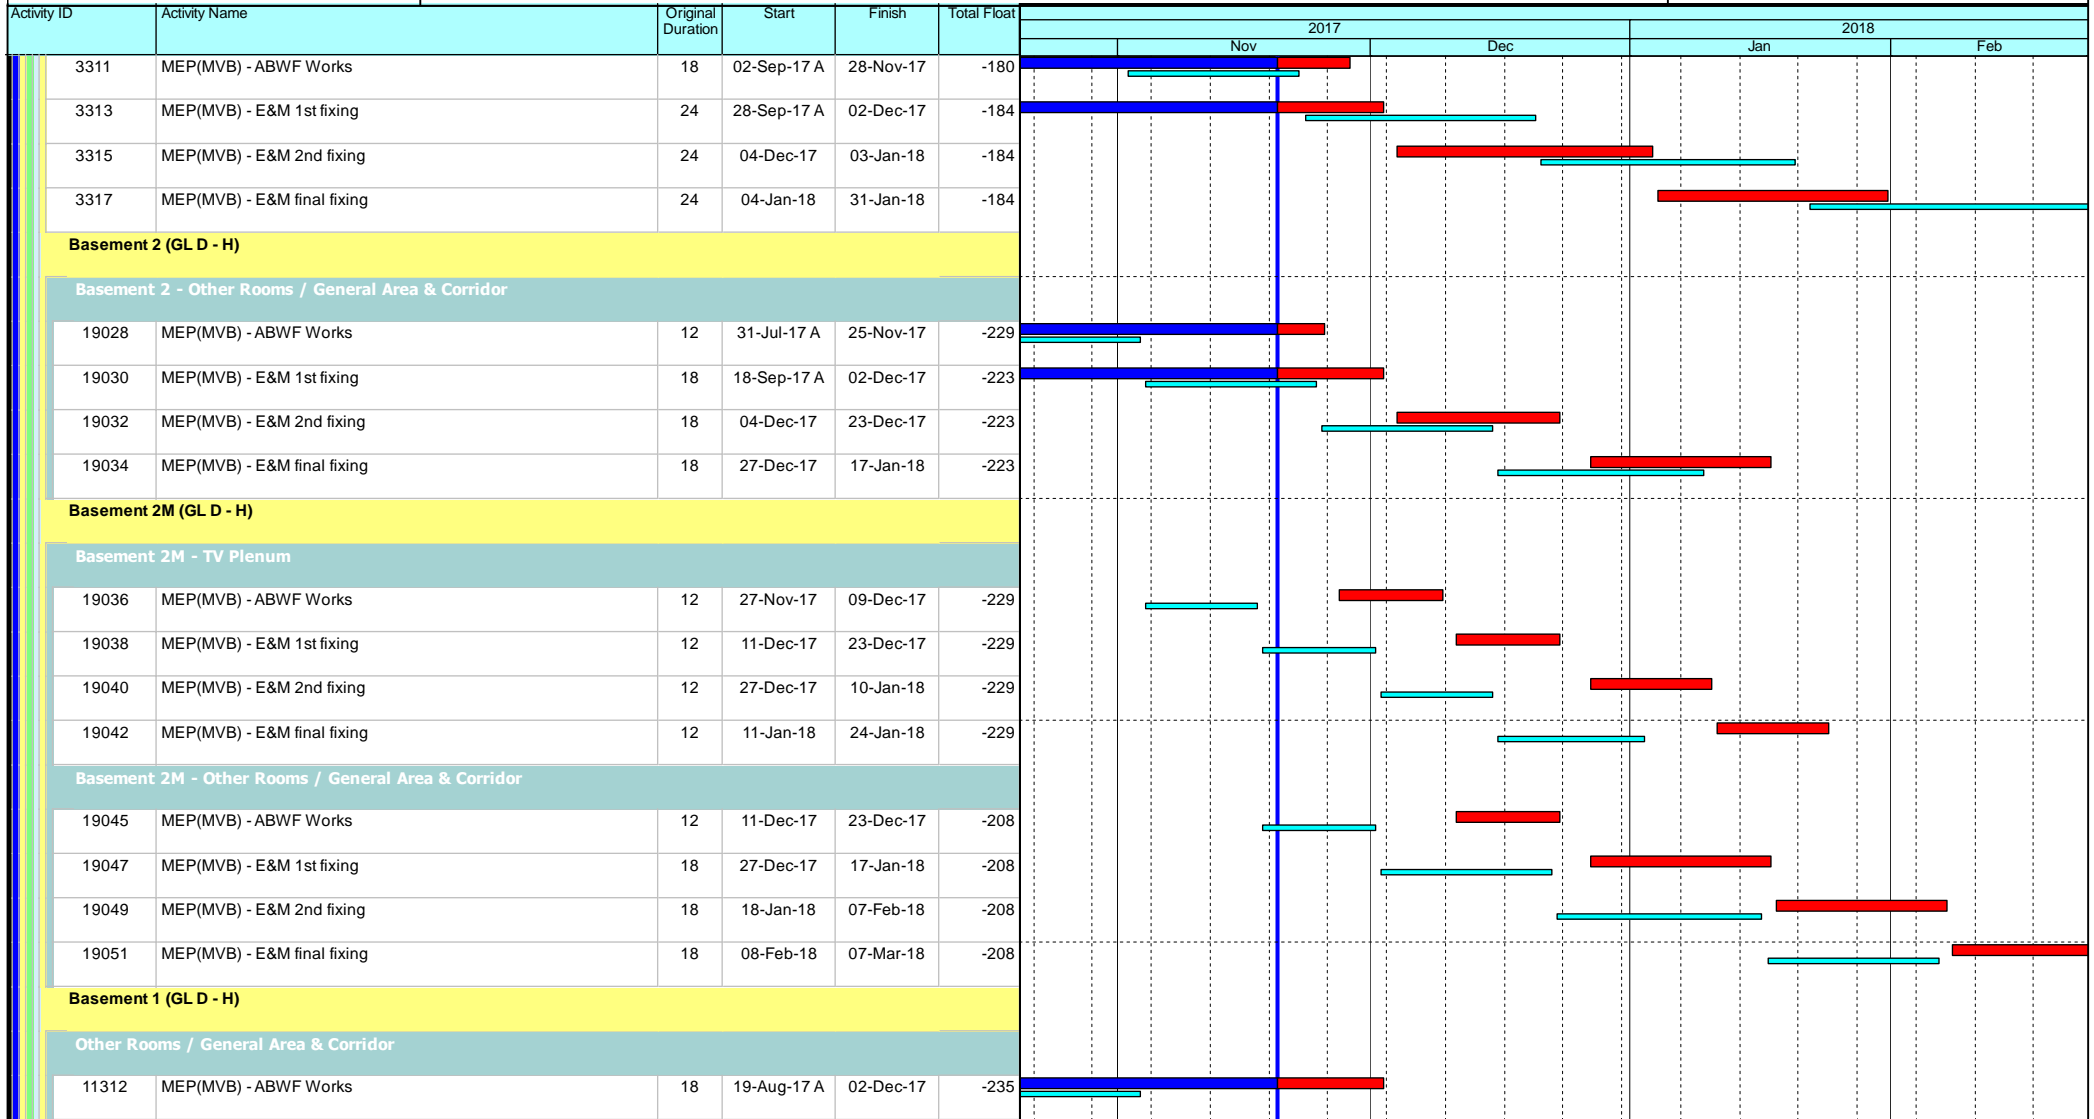 Activity ID Activity Name Original Duration Start Finish Total Float
2017 2018
Nov Dec Jan Feb
3311 MEP(MVB) - ABWF Works 18 02-Sep-17 A 28-Nov-17 -180
3313 MEP(MVB) - E&M 1st fixing 24 28-Sep-17 A 02-Dec-17 -184
3315 MEP(MVB) - E&M 2nd fixing 24 04-Dec-17 03-Jan-18 -184
3317 MEP(MVB) - E&M final fixing 24 04-Jan-18 31-Jan-18 -184
Basement 2 (GL D - H)
Basement 2 - Other Rooms / General Area & Corridor
19028 MEP(MVB) - ABWF Works 12 31-Jul-17 A 25-Nov-17 -229
19030 MEP(MVB) - E&M 1st fixing 18 18-Sep-17 A 02-Dec-17 -223
19032 MEP(MVB) - E&M 2nd fixing 18 04-Dec-17 23-Dec-17 -223
19034 MEP(MVB) - E&M final fixing 18 27-Dec-17 17-Jan-18 -223
Basement 2M (GL D - H)
Basement 2M - TV Plenum
19036 MEP(MVB) - ABWF Works 12 27-Nov-17 09-Dec-17 -229
19038 MEP(MVB) - E&M 1st fixing 12 11-Dec-17 23-Dec-17 -229
19040 MEP(MVB) - E&M 2nd fixing 12 27-Dec-17 10-Jan-18 -229
19042 MEP(MVB) - E&M final fixing 12 11-Jan-18 24-Jan-18 -229
Basement 2M - Other Rooms / General Area & Corridor
19045 MEP(MVB) - ABWF Works 12 11-Dec-17 23-Dec-17 -208
19047 MEP(MVB) - E&M 1st fixing 18 27-Dec-17 17-Jan-18 -208
19049 MEP(MVB) - E&M 2nd fixing 18 18-Jan-18 07-Feb-18 -208
19051 MEP(MVB) - E&M final fixing 18 08-Feb-18 07-Mar-18 -208
Basement 1 (GL D - H)
Other Rooms / General Area & Corridor
11312 MEP(MVB) - ABWF Works 18 19-Aug-17 A 02-Dec-17 -235